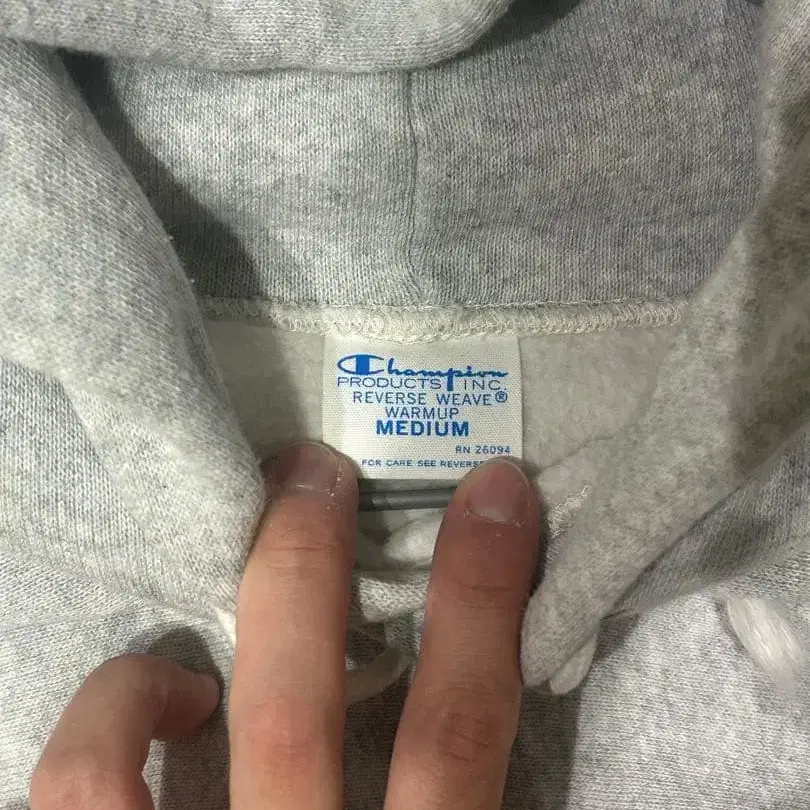 Champion
PRODUCTS INC.
REVERSE WEAVE®
WARMUP
MEDIUM
RN 26094
FOR CARE SEE REVERSE